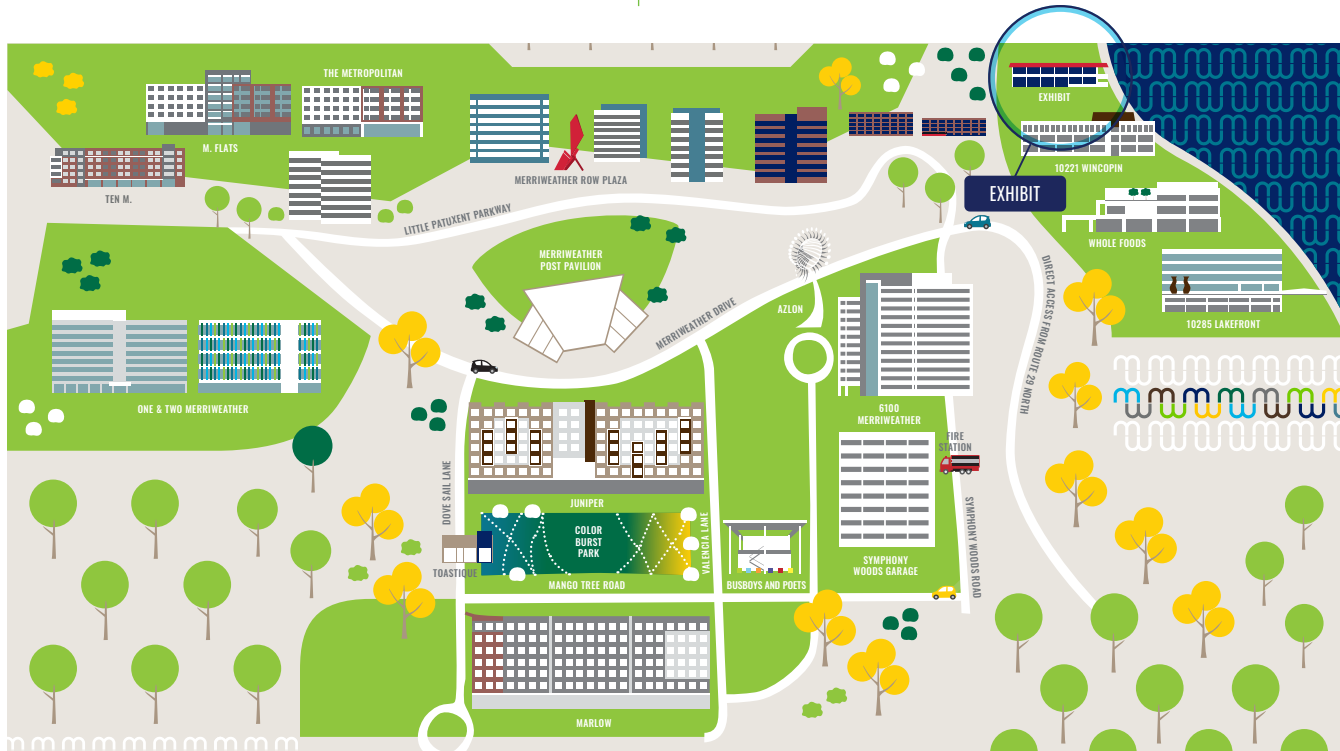 THE METROPOLITAN
M. FLATS
TEN M.
MERRIWEATHER ROW PLAZA
EXHIBIT
10221 WINCOPIN
EXHIBIT
LITTLE PATUXENT PARKWAY
WHOLE FOODS
MERRIWEATHER
POST PAVILION
DIRECT ACCESS FROM ROUTE 29 NORTH
AZLON
MERRIWEATHER DRIVE
10285 LAKEFRONT
ONE & TWO MERRIWEATHER
6100
MERRIWEATHER
FIRE
STATION
DOVE SAIL LANE
JUNIPER
COLOR
BURST
PARK
VALENCIA LANE
SYMPHONY WOODS ROAD
SYMPHONY
WOODS GARAGE
TOASTIQUE
MANGO TREE ROAD
BUSBOYS AND POETS
MARLOW